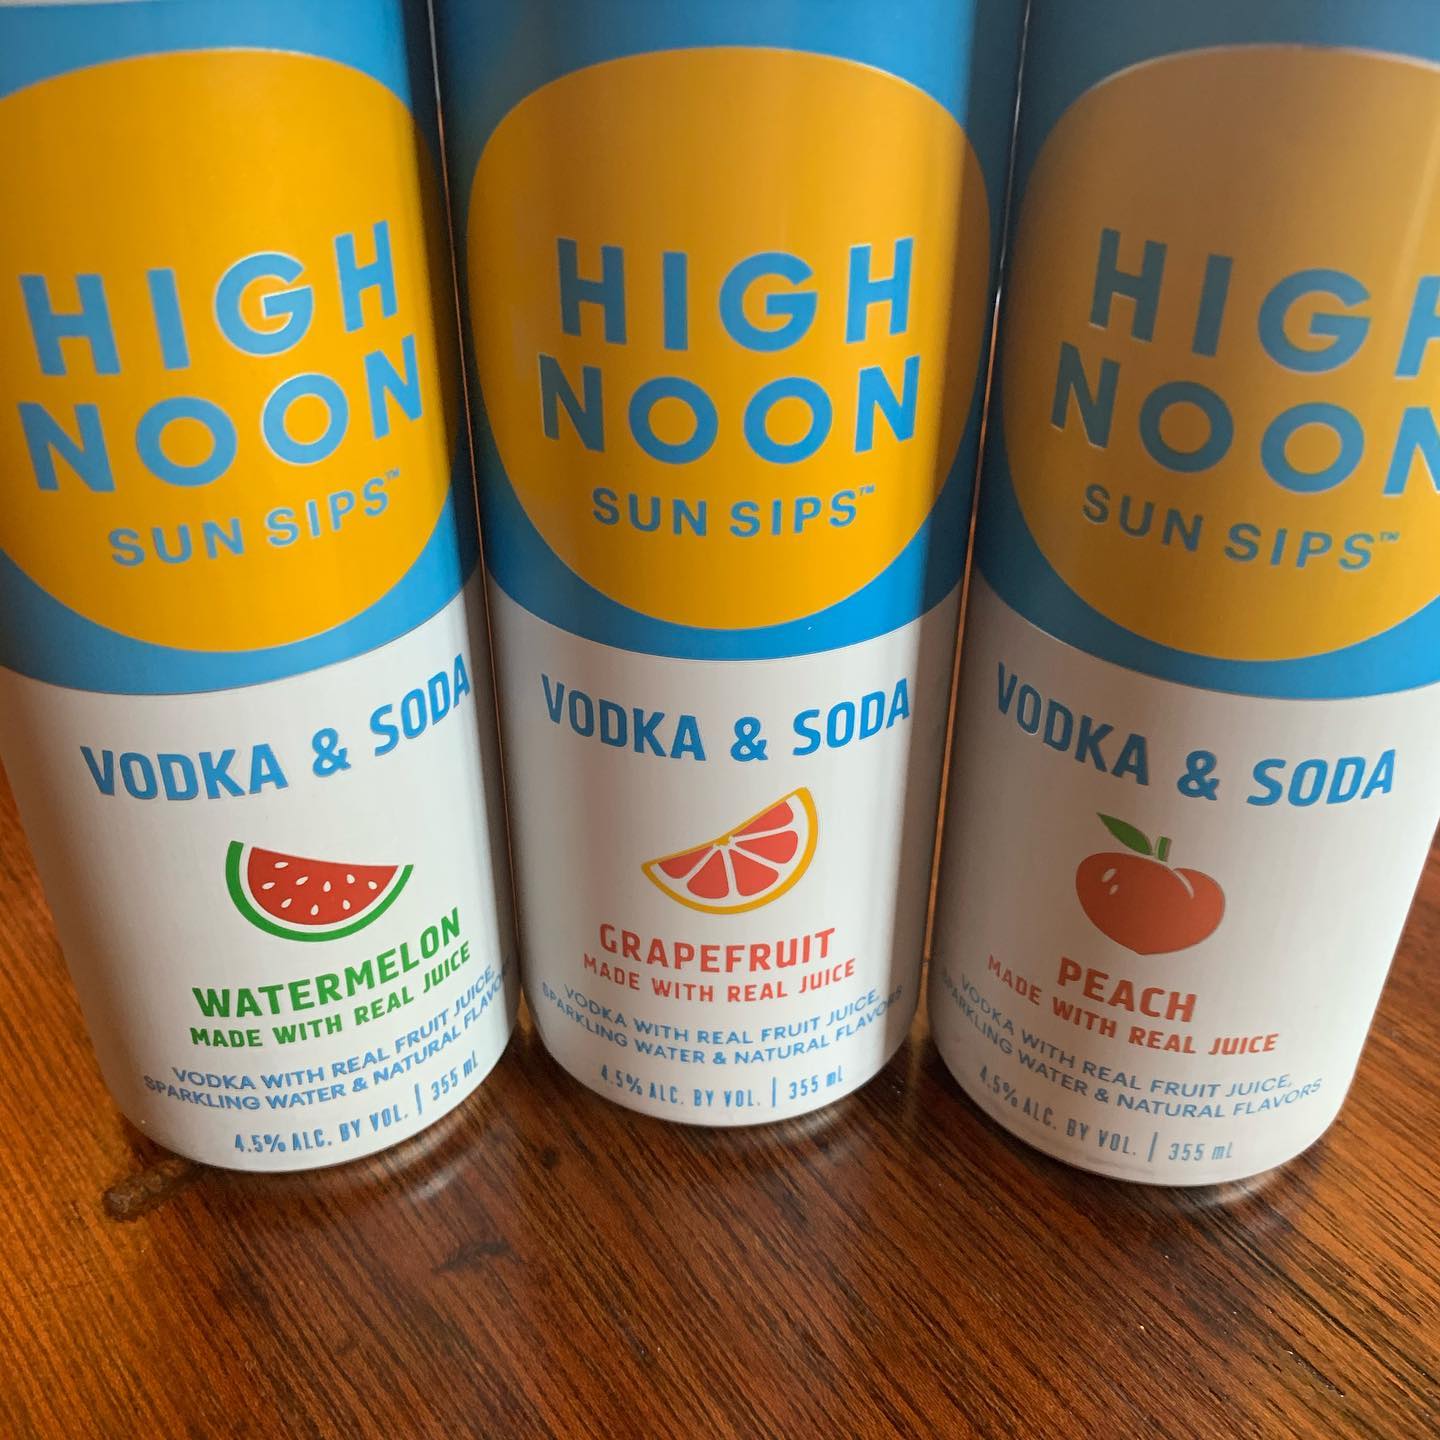 HIGH
NOON
SUN SIPS™
VODKA & SODA
WATERMELON
MADE WITH REAL JUICE
VODKA WITH REAL FRUIT JUICE,
SPARKLING WATER & NATURAL FLAVORS
4.5% ALC. BY VOL. | 355 mL
HIGH
NOON
SUN SIPS™
VODKA & SODA
GRAPEFRUIT
MADE WITH REAL JUICE
VODKA WITH REAL FRUIT JUICE,
SPARKLING WATER & NATURAL FLAVORS
4.5% ALC. BY VOL. | 355 mL
HIGH
NOON
SUN SIPS™
VODKA & SODA
PEACH
MADE WITH REAL JUICE
VODKA WITH REAL FRUIT JUICE,
SPARKLING WATER & NATURAL FLAVORS
4.5% ALC. BY VOL. | 355 mL